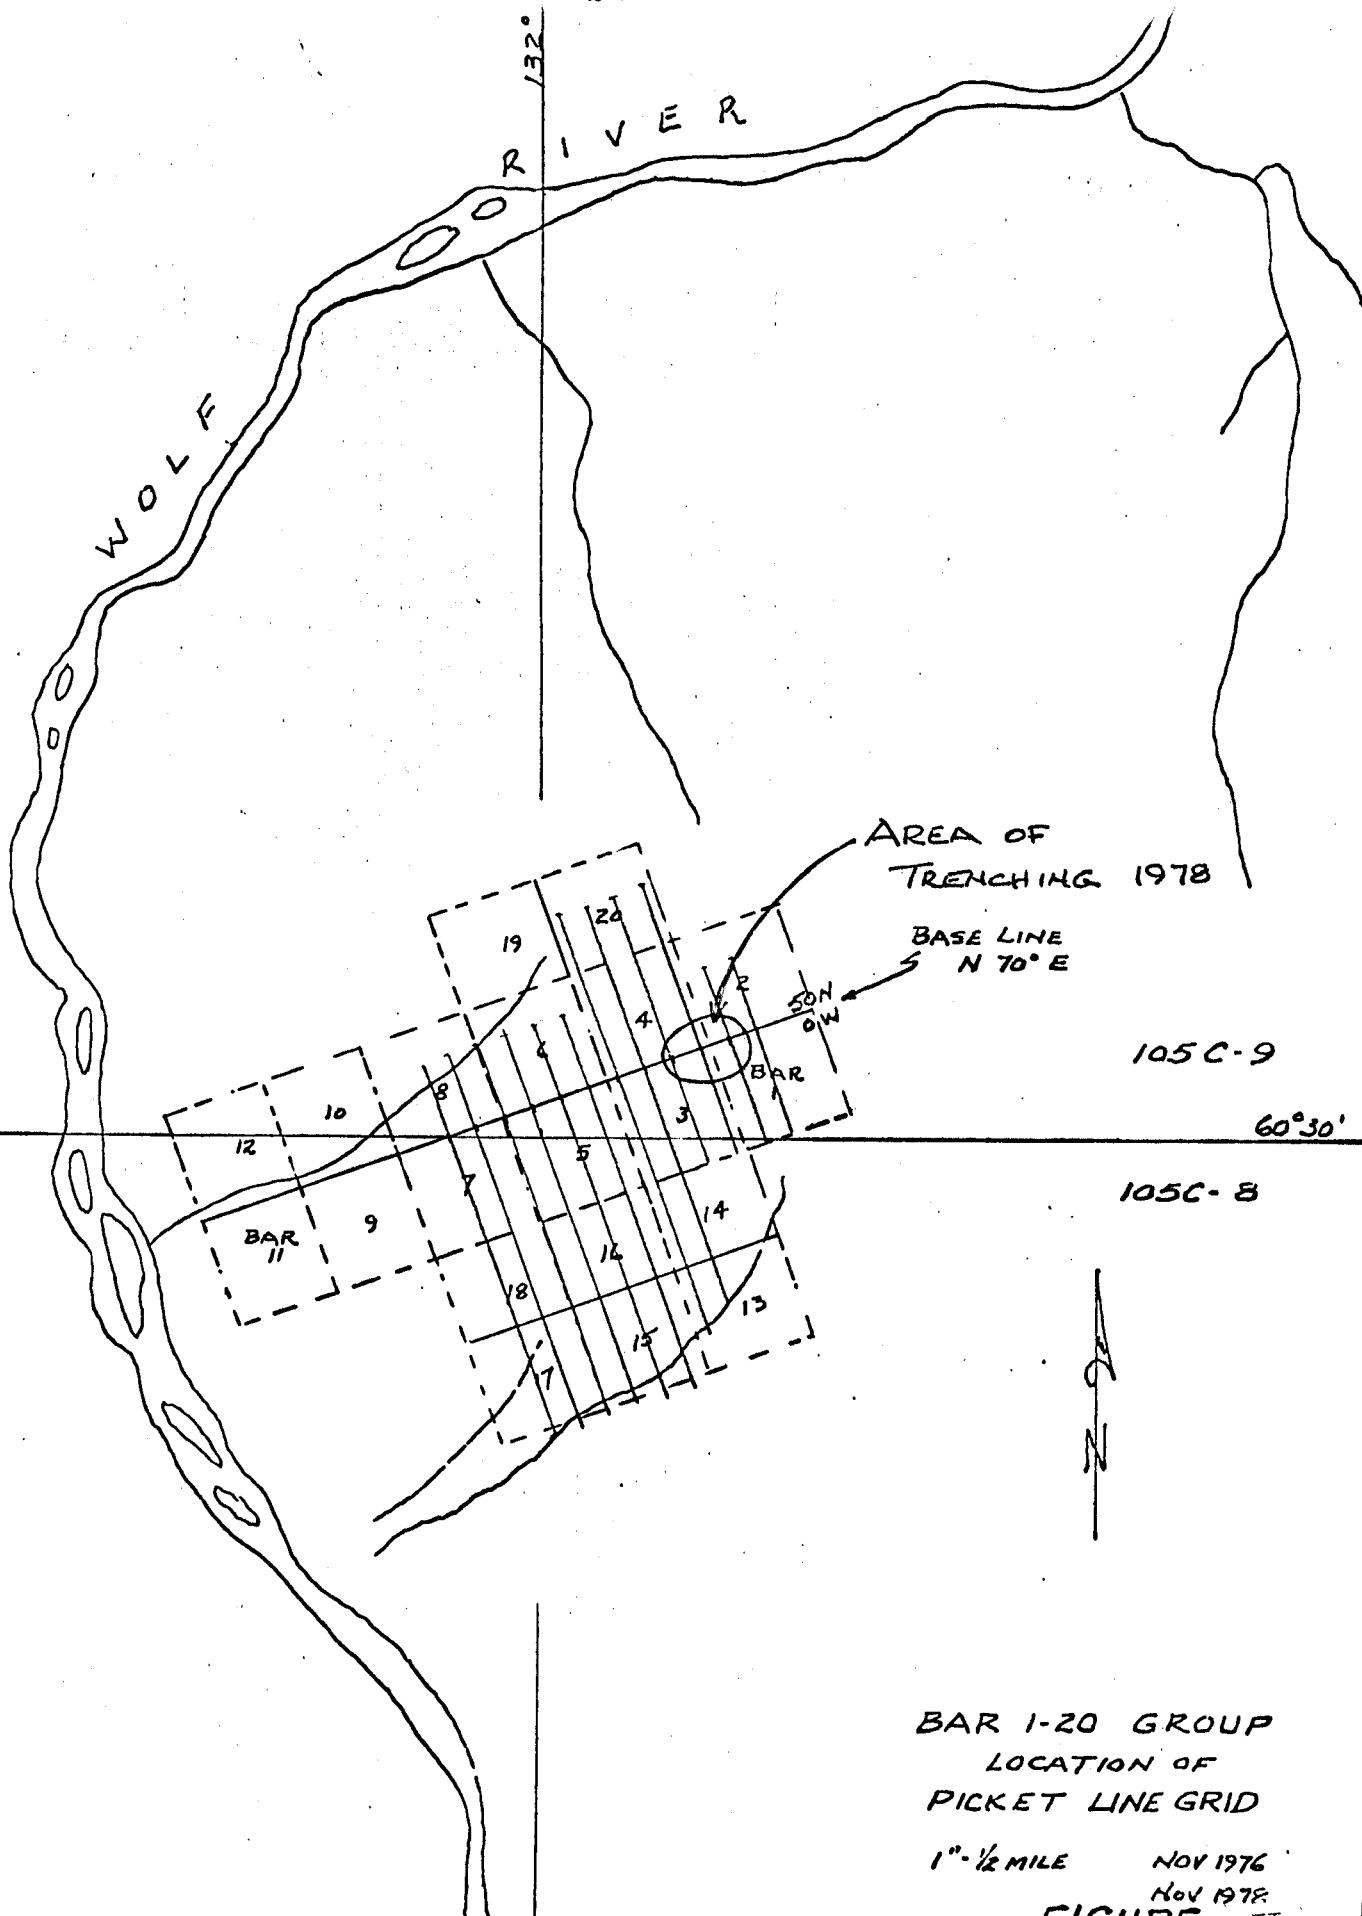 132°
WOLF RIVER
AREA OF
TRENCHING 1978
BASE LINE
N 70° E
50N
0W
20
19
2
4
6
BAR
1
3
5
8
10
12
7
9
BAR
11
14
16
18
13
15
17
105C-9
60°30'
105C-8
N
BAR 1-20 GROUP
LOCATION OF
PICKET LINE GRID
1"-½ MILE NOV 1976
NOV 1978
FIGURE